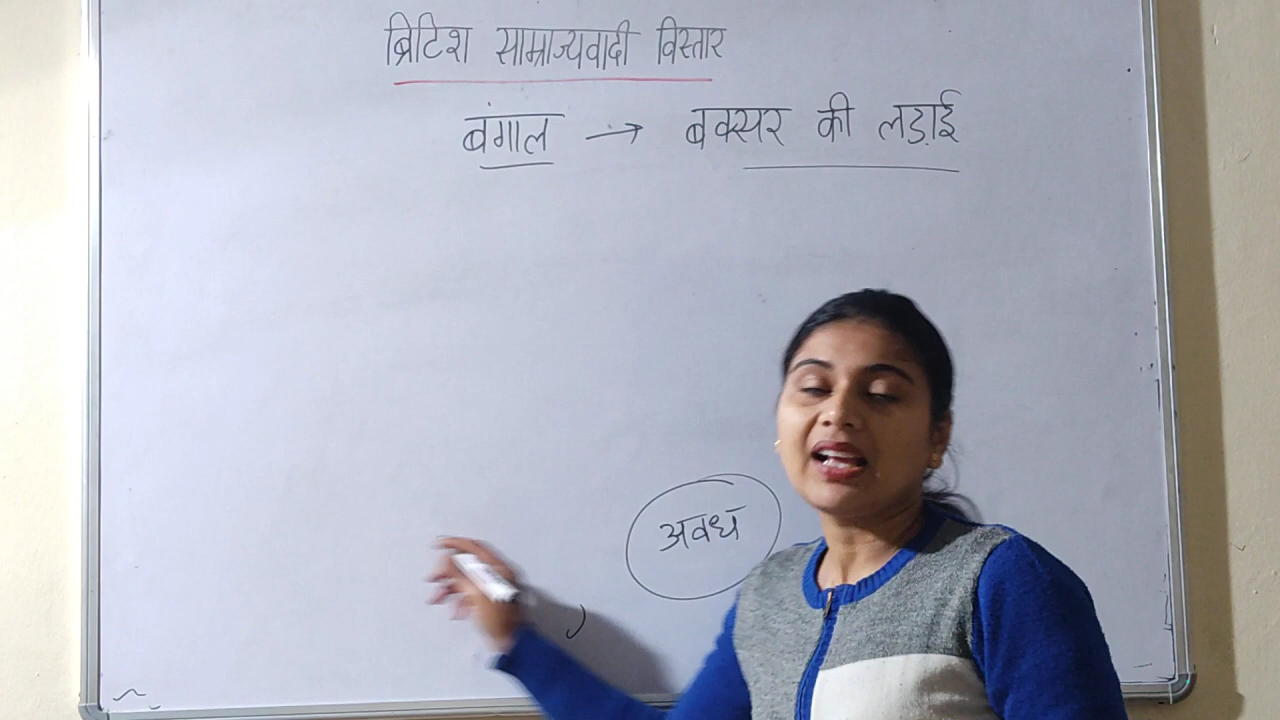 ब्रिटिश साम्राज्यवादी विस्तार
बंगाल → बक्सर की लड़ाई
अवध